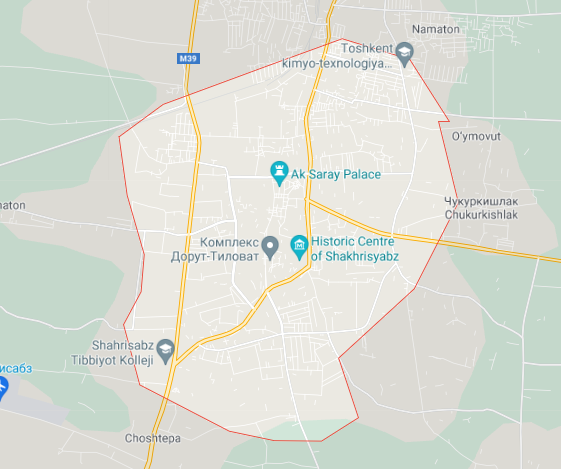 Namaton
Toshkent
kimyo-texnologiya...
M39
O'ymovut
Ak Saray Palace
naton
Чукуркишлак
Chukurkishlak
Комплекс
Дорут-Тиловат
Historic Centre
of Shakhrisyabz
Shahrisabz
Tibbiyot Kolleji
исабз
Choshtepa